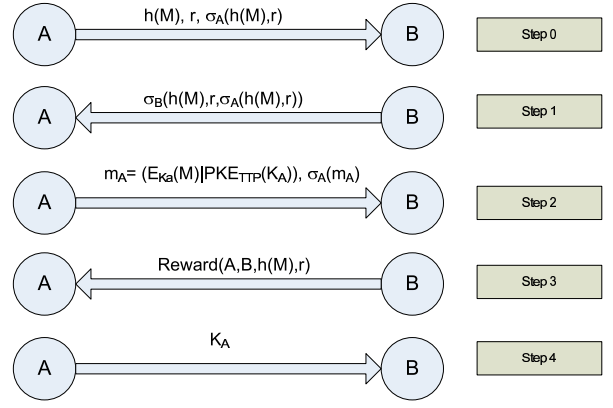 h(M), r, σA(h(M),r)
A B Step 0
σB(h(M),r,σA(h(M),r))
A B Step 1
mA= (EKa(M)|PKETTP(KA)), σA(mA)
A B Step 2
Reward(A,B,h(M),r)
A B Step 3
KA
A B Step 4